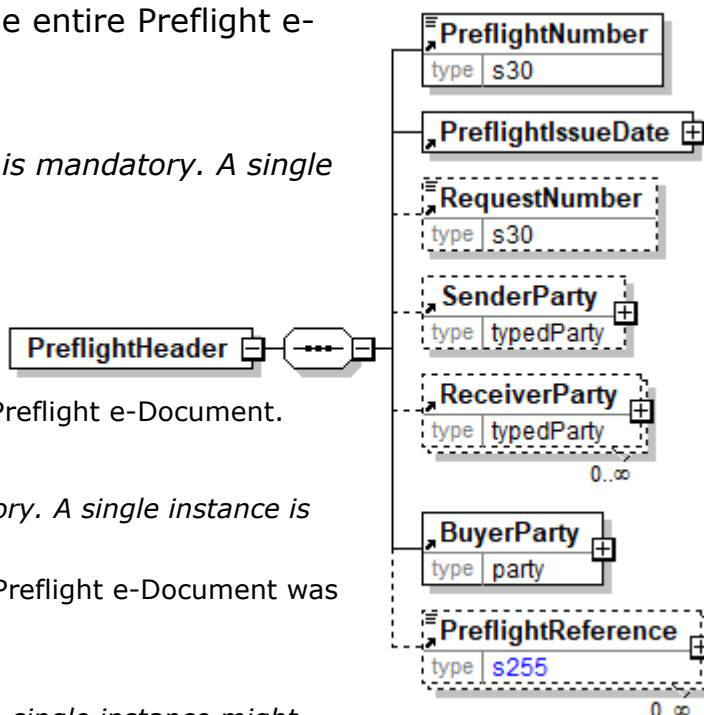 e entire Preflight e-
PreflightNumber
type s30
PreflightIssueDate
is mandatory. A single
RequestNumber
type s30
SenderParty
type typedParty
PreflightHeader
ReceiverParty
type typedParty
Preflight e-Document.
0..∞
ory. A single instance is
BuyerParty
type party
Preflight e-Document was
PreflightReference
type s255
0..∞
single instance might